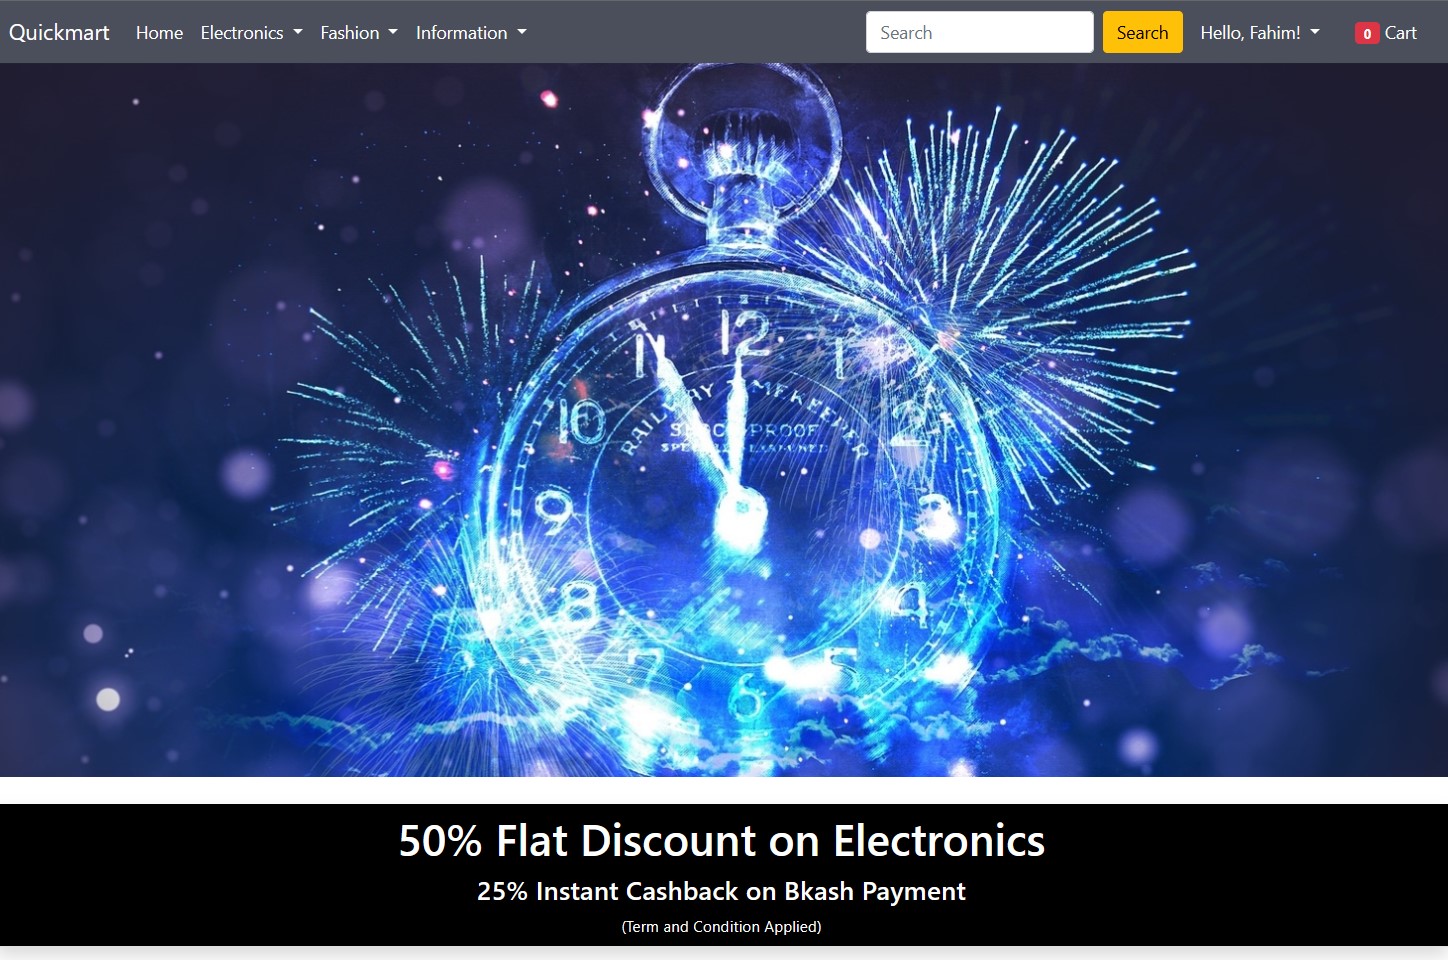 Quickmart Home Electronics Fashion Information Search Search Hello, Fahim! 0 Cart
12
11 1
10 2
RAILWAY TIMEKEEPER
SHOCKPROOF
9 3
8 4
7 5
6
50% Flat Discount on Electronics
25% Instant Cashback on Bkash Payment
(Term and Condition Applied)